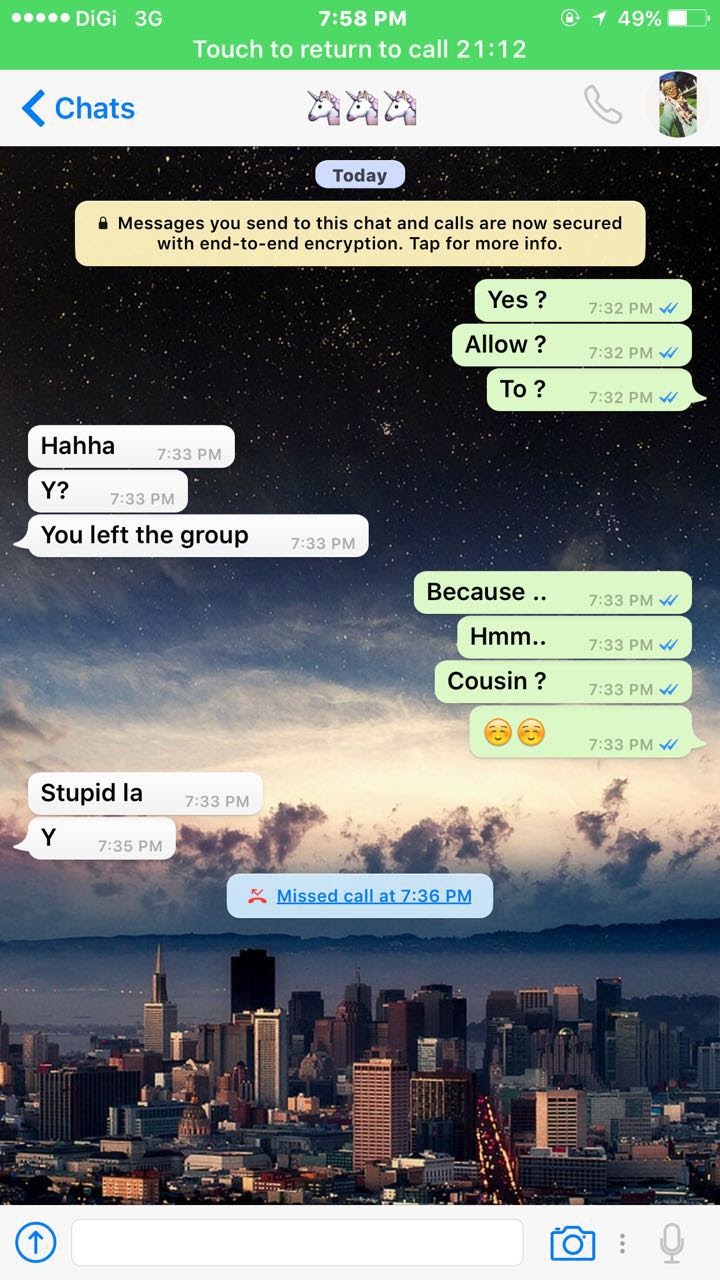 DiGi 3G 7:58 PM 49%
Touch to return to call 21:12
Chats 🦄🦄🦄
Today
🔒 Messages you send to this chat and calls are now secured
with end-to-end encryption. Tap for more info.
Yes ? 7:32 PM
Allow ? 7:32 PM
To ? 7:32 PM
Hahha 7:33 PM
Y? 7:33 PM
You left the group 7:33 PM
Because .. 7:33 PM
Hmm.. 7:33 PM
Cousin ? 7:33 PM
☺️☺️ 7:33 PM
Stupid la 7:33 PM
Y 7:35 PM
Missed call at 7:36 PM